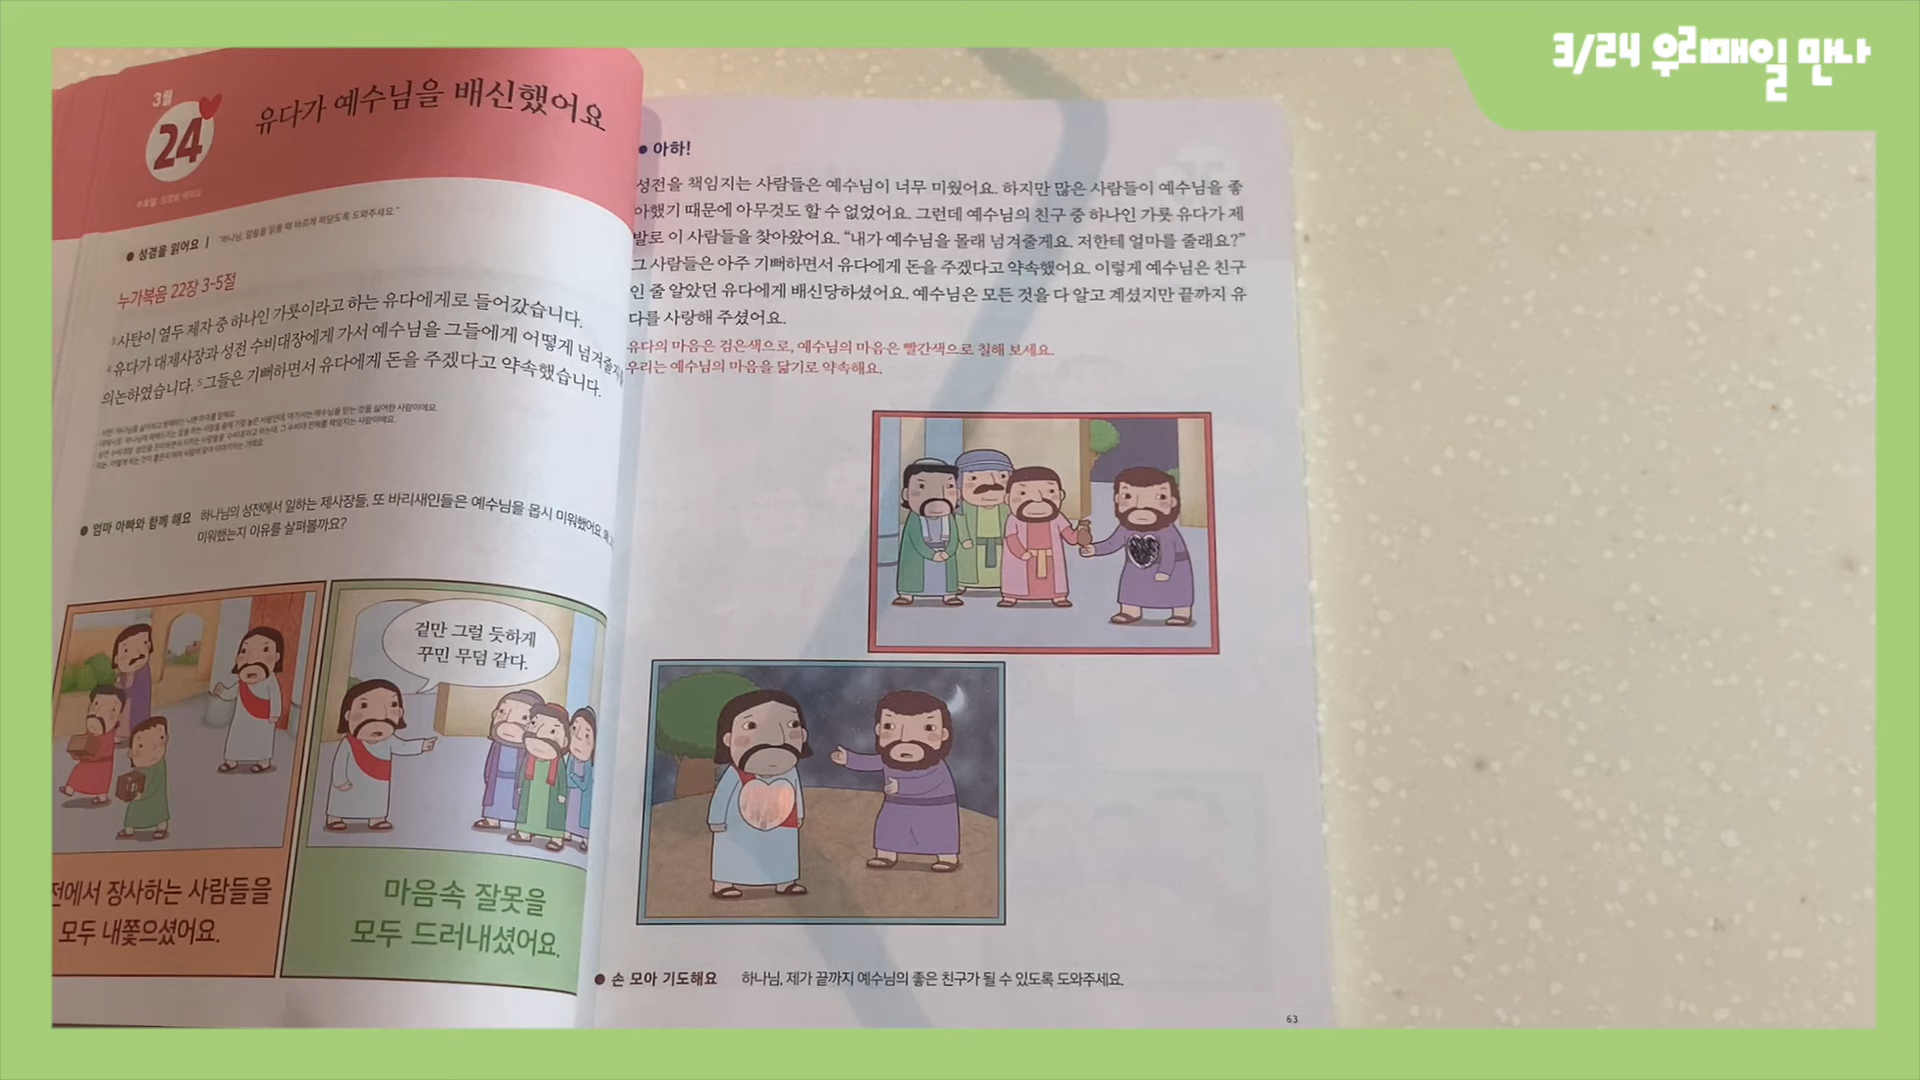 3/24 우리매일 만나
3월
24
유다가 예수님을 배신했어요
수요일
● 성경을 읽어요 | "하나님, 말씀을 읽을 때 바르게 깨닫도록 도와주세요."
누가복음 22장 3-5절
3 사탄이 열두 제자 중 하나인 가룟이라고 하는 유다에게로 들어갔습니다.
4 유다가 대제사장과 성전 수비대장에게 가서 예수님을 그들에게 어떻게 넘겨줄지를
의논하였습니다. 5 그들은 기뻐하면서 유다에게 돈을 주겠다고 약속했습니다.
● 엄마 아빠와 함께 해요 하나님의 성전에서 일하는 제사장들, 또 바리새인들은 예수님을 몹시 미워했어요.
미워했는지 이유를 살펴볼까요?
겉만 그럴 듯하게
꾸민 무덤 같다.
전에서 장사하는 사람들을
모두 내쫓으셨어요.
마음속 잘못을
모두 드러내셨어요.
● 아하!
성전을 책임지는 사람들은 예수님이 너무 미웠어요. 하지만 많은 사람들이 예수님을 좋
아했기 때문에 아무것도 할 수 없었어요. 그런데 예수님의 친구 중 하나인 가룟 유다가 제
발로 이 사람들을 찾아왔어요. “내가 예수님을 몰래 넘겨줄게요. 저한테 얼마를 줄래요?”
그 사람들은 아주 기뻐하면서 유다에게 돈을 주겠다고 약속했어요. 이렇게 예수님은 친구
인 줄 알았던 유다에게 배신당하셨어요. 예수님은 모든 것을 다 알고 계셨지만 끝까지 유
다를 사랑해 주셨어요.
유다의 마음은 검은색으로, 예수님의 마음은 빨간색으로 칠해 보세요.
우리는 예수님의 마음을 닮기로 약속해요.
● 손 모아 기도해요 하나님, 제가 끝까지 예수님의 좋은 친구가 될 수 있도록 도와주세요.
63